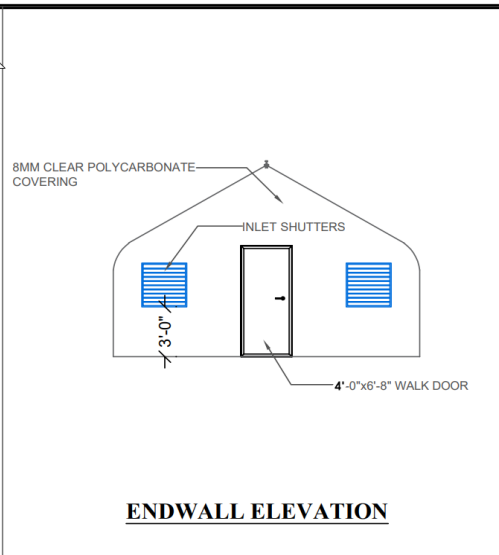 8MM CLEAR POLYCARBONATE
COVERING
INLET SHUTTERS
3'-0"
4'-0"x6'-8" WALK DOOR
ENDWALL ELEVATION